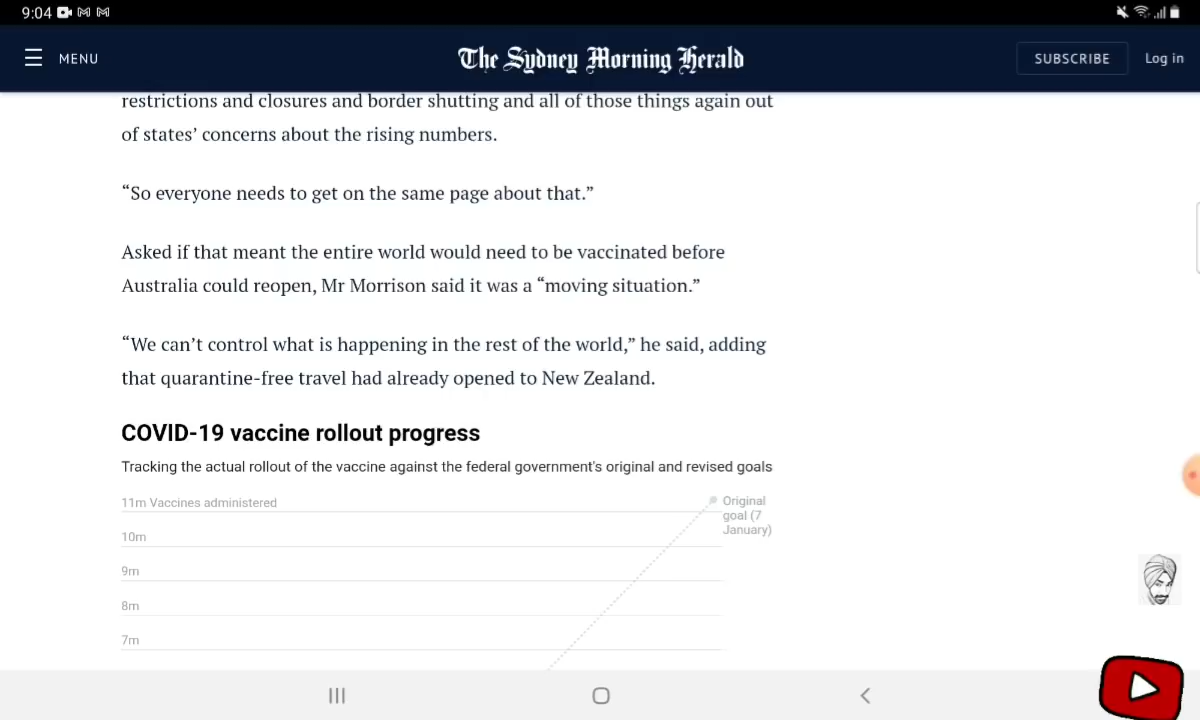 9:04
MENU
The Sydney Morning Herald
SUBSCRIBE
Log in
restrictions and closures and border shutting and all of those things again out
of states’ concerns about the rising numbers.
“So everyone needs to get on the same page about that.”
Asked if that meant the entire world would need to be vaccinated before
Australia could reopen, Mr Morrison said it was a “moving situation.”
“We can’t control what is happening in the rest of the world,” he said, adding
that quarantine-free travel had already opened to New Zealand.
COVID-19 vaccine rollout progress
Tracking the actual rollout of the vaccine against the federal government's original and revised goals
11m Vaccines administered
Original
goal (7
January)
10m
9m
8m
7m